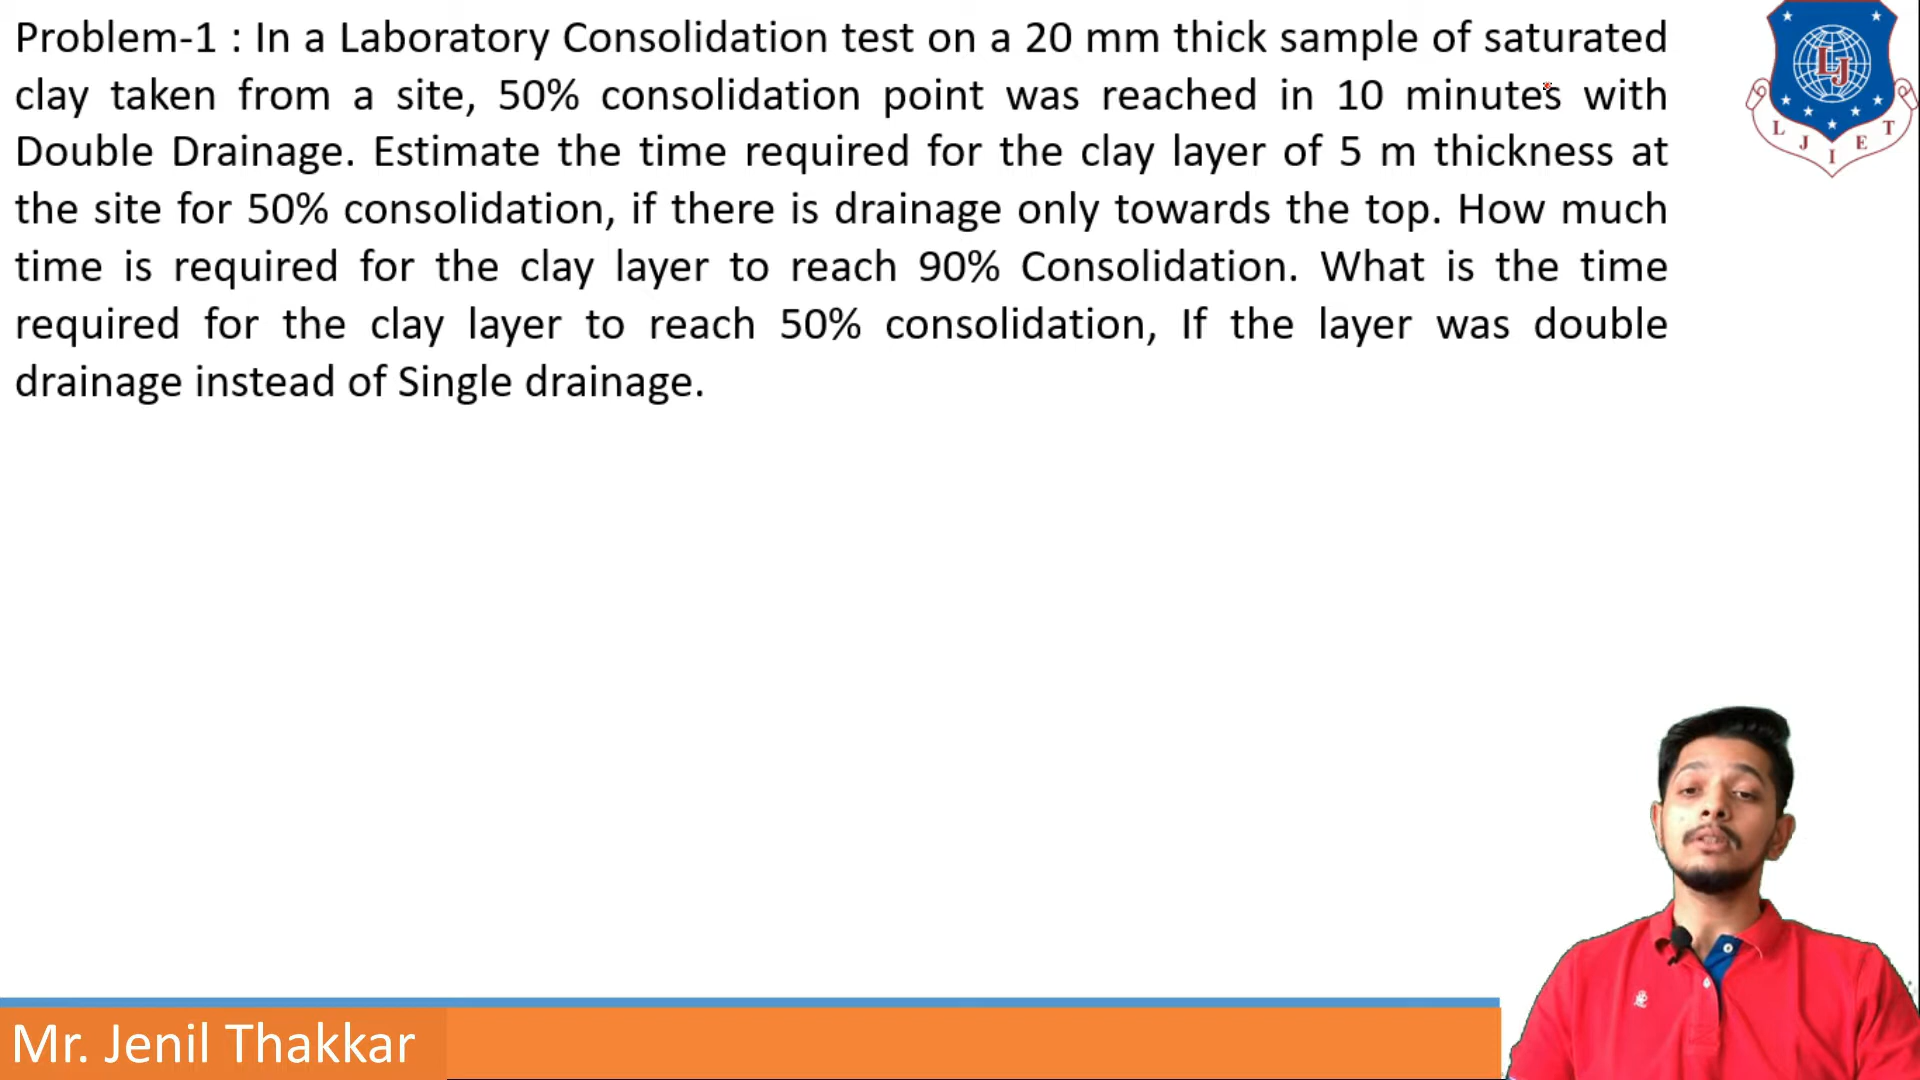 Problem-1 : In a Laboratory Consolidation test on a 20 mm thick sample of saturated
clay taken from a site, 50% consolidation point was reached in 10 minutes with
Double Drainage. Estimate the time required for the clay layer of 5 m thickness at
the site for 50% consolidation, if there is drainage only towards the top. How much
time is required for the clay layer to reach 90% Consolidation. What is the time
required for the clay layer to reach 50% consolidation, If the layer was double
drainage instead of Single drainage.
LJ
L J I E T
Mr. Jenil Thakkar